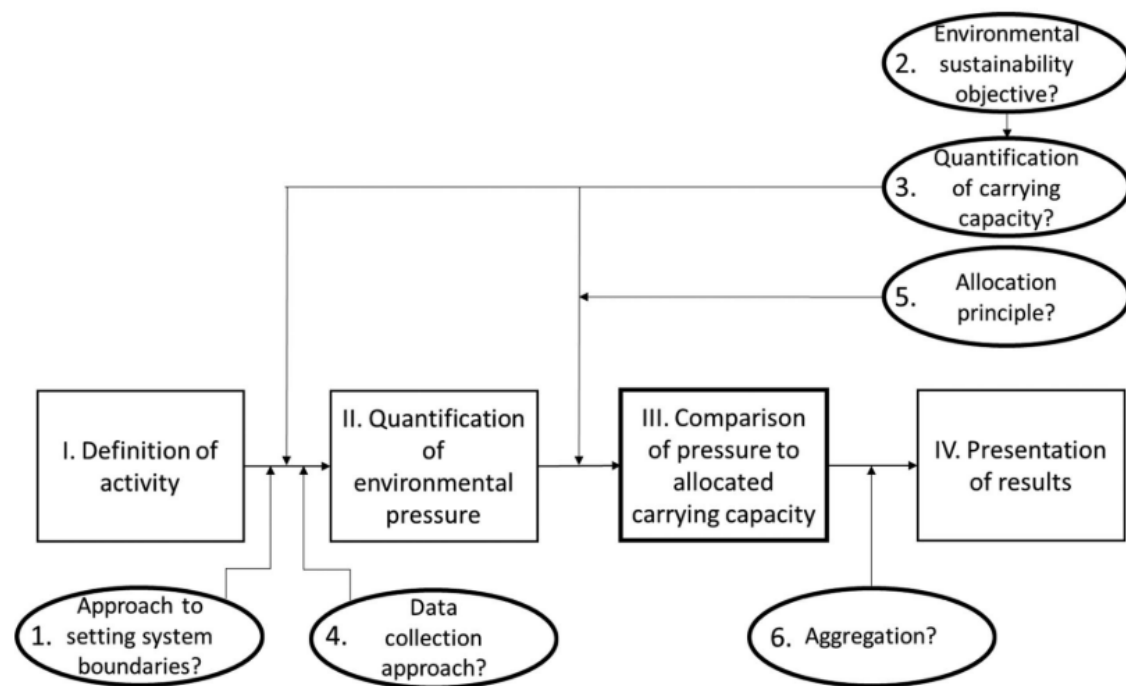 2. Environmental
sustainability
objective?
3. Quantification
of carrying
capacity?
5. Allocation
principle?
I. Definition of
activity
II. Quantification
of
environmental
pressure
III. Comparison
of pressure to
allocated
carrying capacity
IV. Presentation
of results
1. Approach to
setting system
boundaries?
4. Data
collection
approach?
6. Aggregation?